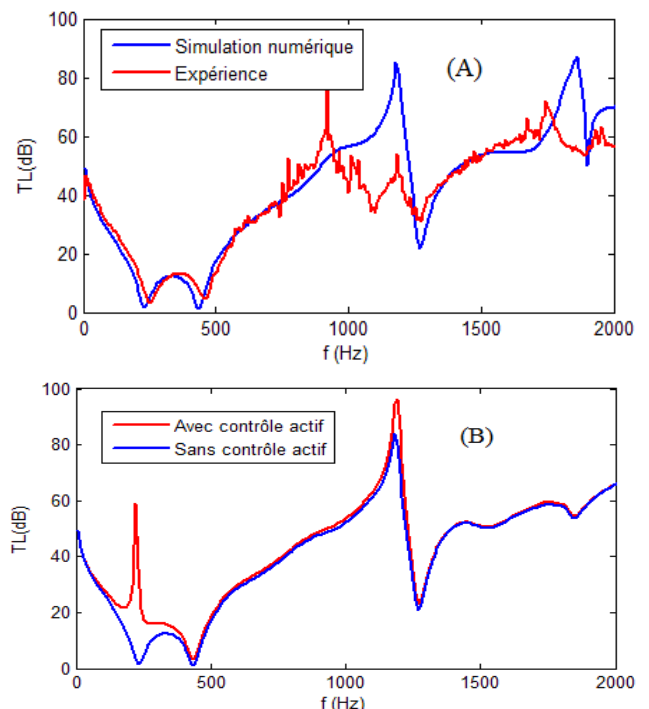 100
80
60
40
20
0
TL(dB)
Simulation numérique
Expérience
(A)
0
500
1000
1500
2000
f (Hz)
100
80
60
40
20
0
TL(dB)
Avec contrôle actif
Sans contrôle actif
(B)
0
500
1000
1500
2000
f (Hz)